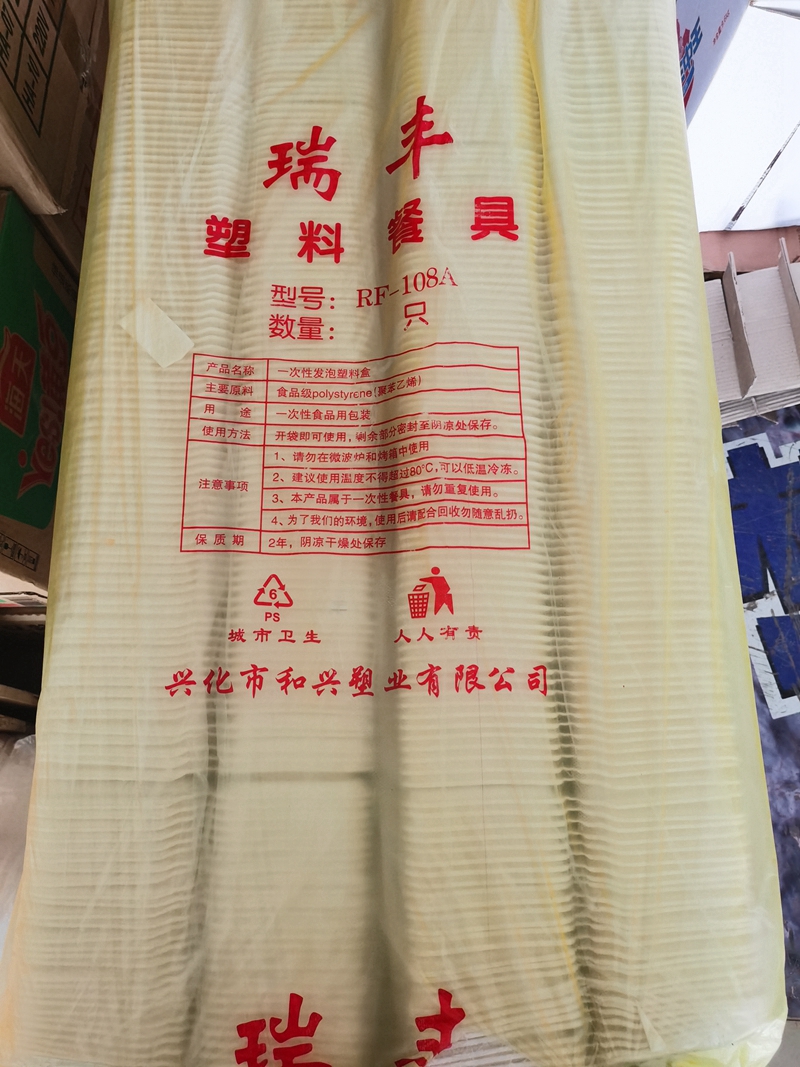 瑞丰
塑料餐具
型号：RF-108A
数量： 只
产品名称 一次性发泡塑料盒
主要原料 食品级polystyrene（聚苯乙烯）
用途 一次性食品用包装
使用方法 开袋即可使用，剩余部分密封至阴凉处保存。
注意事项
1、请勿在微波炉和烤箱中使用
2、建议使用温度不得超过80°C，可以低温冷冻。
3、本产品属于一次性餐具，请勿重复使用。
4、为了我们的环境，使用后请配合回收勿随意乱扔。
保质期 2年，阴凉干燥处保存
6
PS
城市卫生 人人有责
兴化市和兴塑业有限公司
瑞丰
海天